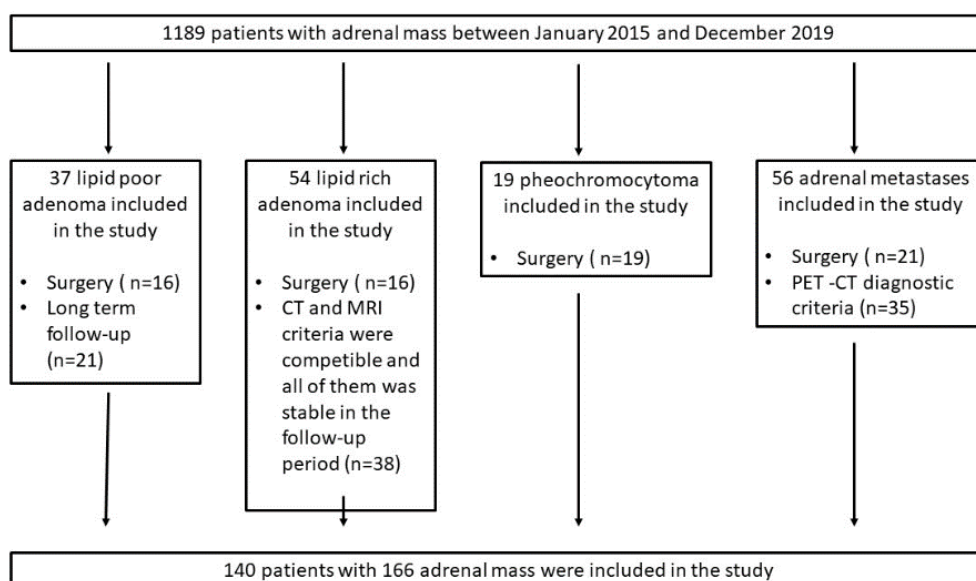 1189 patients with adrenal mass between January 2015 and December 2019
37 lipid poor
adenoma included
in the study
• Surgery ( n=16)
• Long term
follow-up
(n=21)
54 lipid rich
adenoma included
in the study
• Surgery ( n=16)
• CT and MRI
criteria were
competible and
all of them was
stable in the
follow-up
period (n=38)
19 pheochromocytoma
included in the study
• Surgery ( n=19)
56 adrenal metastases
included in the study
• Surgery (n=21)
• PET -CT diagnostic
criteria (n=35)
140 patients with 166 adrenal mass were included in the study